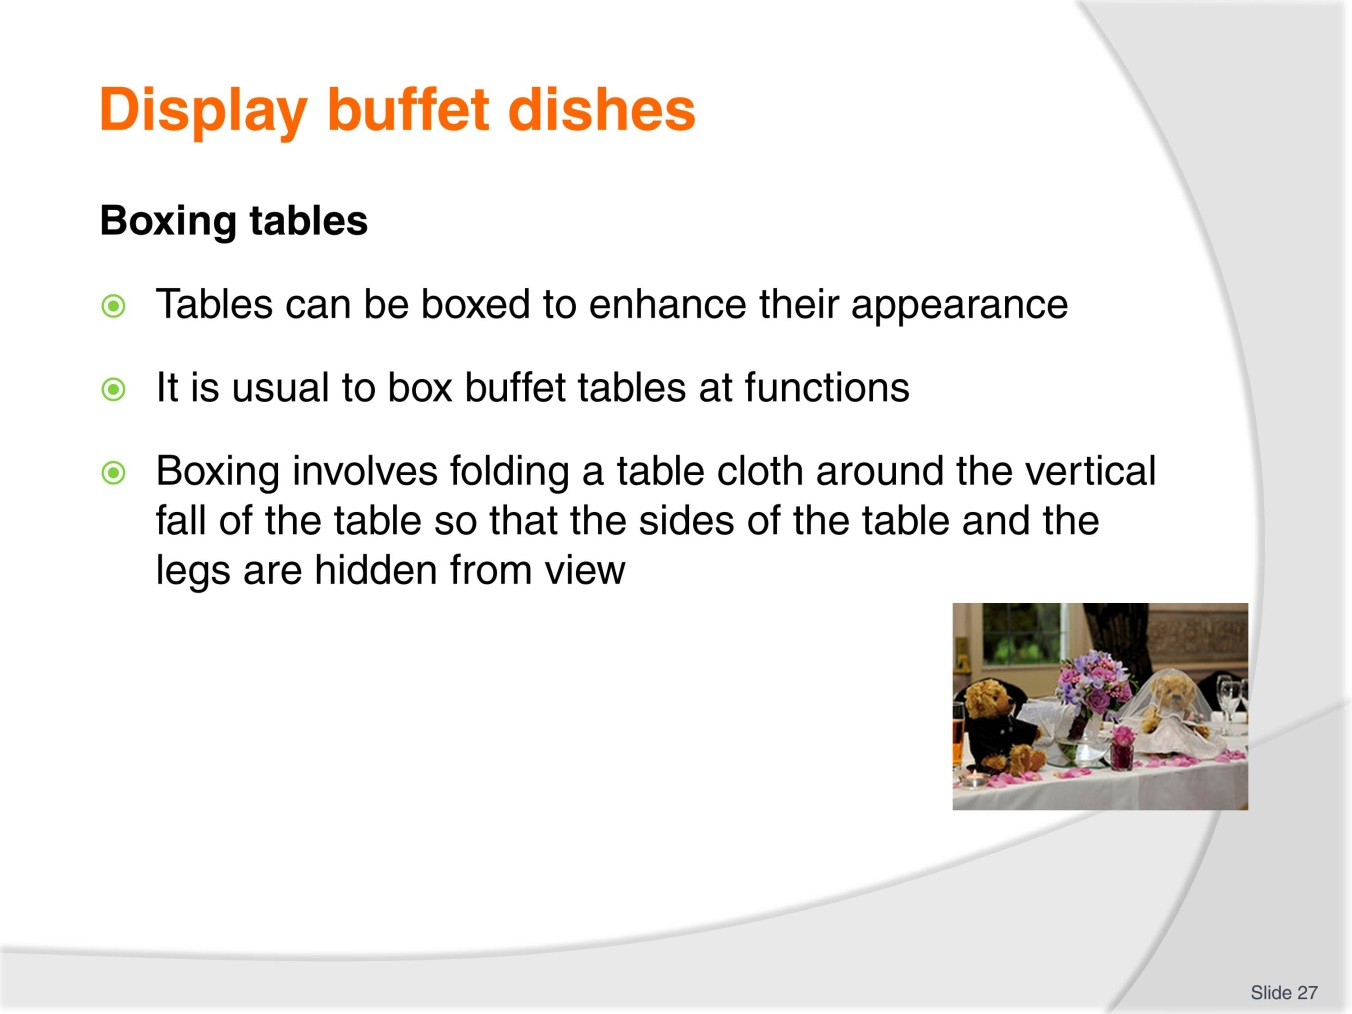 Display buffet dishes
Boxing tables
Tables can be boxed to enhance their appearance
It is usual to box buffet tables at functions
Boxing involves folding a table cloth around the vertical
fall of the table so that the sides of the table and the
legs are hidden from view
Slide 27